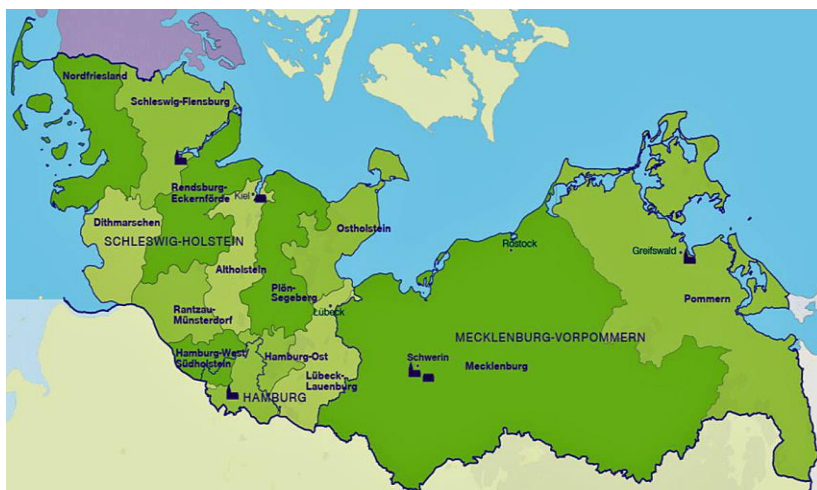 Nordfriesland
Schleswig-Flensburg
Rendsburg-
Eckernförde
Kiel
Dithmarschen
SCHLESWIG-HOLSTEIN
Ostholstein
Altholstein
Plön-
Segeberg
Rantzau-
Münsterdorf
Lübeck
Hamburg-West/
Südholstein
Hamburg-Ost
Lübeck-
Lauenburg
HAMBURG
Rostock
Greifswald
Pommern
MECKLENBURG-VORPOMMERN
Schwerin
Mecklenburg